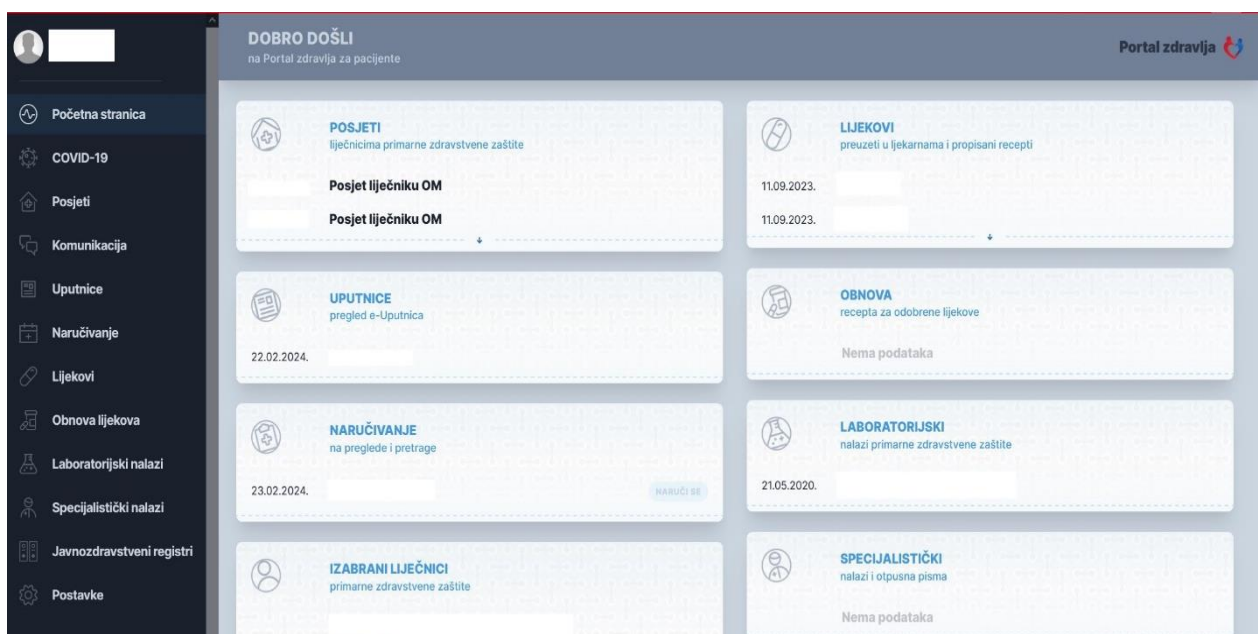 Početna stranica
COVID-19
Posjeti
Komunikacija
Uputnice
Naručivanje
Lijekovi
Obnova lijekova
Laboratorijski nalazi
Specijalistički nalazi
Javnozdravstveni registri
Postavke
DOBRO DOŠLI
na Portal zdravlja za pacijente
Portal zdravlja
POSJETI
liječnicima primarne zdravstvene zaštite
Posjet liječniku OM
Posjet liječniku OM
LIJEKOVI
preuzeti u ljekarnama i propisani recepti
11.09.2023.
11.09.2023.
UPUTNICE
pregled e-Uputnica
22.02.2024.
OBNOVA
recepta za odobrene lijekove
Nema podataka
NARUČIVANJE
na preglede i pretrage
23.02.2024.
NARUČI SE
LABORATORIJSKI
nalazi primarne zdravstvene zaštite
21.05.2020.
IZABRANI LIJEČNICI
primarne zdravstvene zaštite
SPECIJALISTIČKI
nalazi i otpusna pisma
Nema podataka